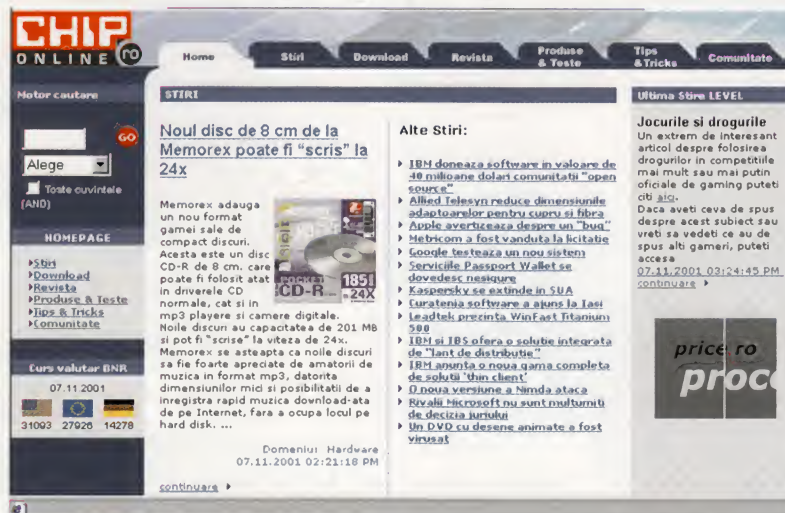 CHIP
ONLINE ro
Home
Stiri
Download
Revista
Produse
& Teste
Tips
& Tricks
Comunitate
Motor cautare
GO
Alege
Toate cuvintele
(AND)
HOMEPAGE
Stiri
Download
Revista
Produse & Teste
Tips & Tricks
Comunitate
Curs valutar BNR
07.11.2001
31093 27926 14278
STIRI
Noul disc de 8 cm de la
Memorex poate fi "scris" la
24x
Memorex adauga
un nou format
gamei sale de
compact discuri.
Acesta este un disc
CD-R de 8 cm. care
poate fi folosit atat
in driverele CD
normale, cat si in
mp3 playere si camere digitale.
Noile discuri au capacitatea de 201 MB
si pot fi "scrise" la viteza de 24x.
Memorex se asteapta ca noile discuri
sa fie foarte apreciate de amatorii de
muzica in format mp3, datorita
dimensiunilor mici si posibilitatii de a
inregistra rapid muzica download-ata
de pe Internet, fara a ocupa locul pe
hard disk. ...
POCKET
CD-R
185
24X
Domeniu: Hardware
07.11.2001 02:21:18 PM
continuare
Alte Stiri:
IBM doneaza software in valoare de
40 milioane dolari comunitatii "open
source"
Allied Telesyn reduce dimensiunile
adaptoarelor pentru cupru si fibra
Apple avertizeaza despre un "bug"
Metricom a fost vanduta la licitatie
Google testeaza un nou sistem
Serviciile Passport Wallet se
dovedesc nesigure
Kaspersky se extinde in SUA
Curatenia software a ajuns la Iasi
Leadtek prezinta WinFast Titanium
500
IBM si IBS ofera o solutie integrata
de "lant de distributie"
IBM anunta o noua gama completa
de solutii 'thin client'
O noua versiune a Nimda ataca
Rivalii Microsoft nu sunt multumiti
de decizia juriului
Un DVD cu desene animate a fost
virusat
Ultima Stire LEVEL
Jocurile si drogurile
Un extrem de interesant
articol despre folosirea
drogurilor in competitiile
mai mult sau mai putin
oficiale de gaming puteti
citi aici.
Daca aveti ceva de spus
despre acest subiect sau
vreti sa vedeti ce au de
spus alti gameri, puteti
accesa
07.11.2001 03:24:45 PM
continuare
price.ro
proce